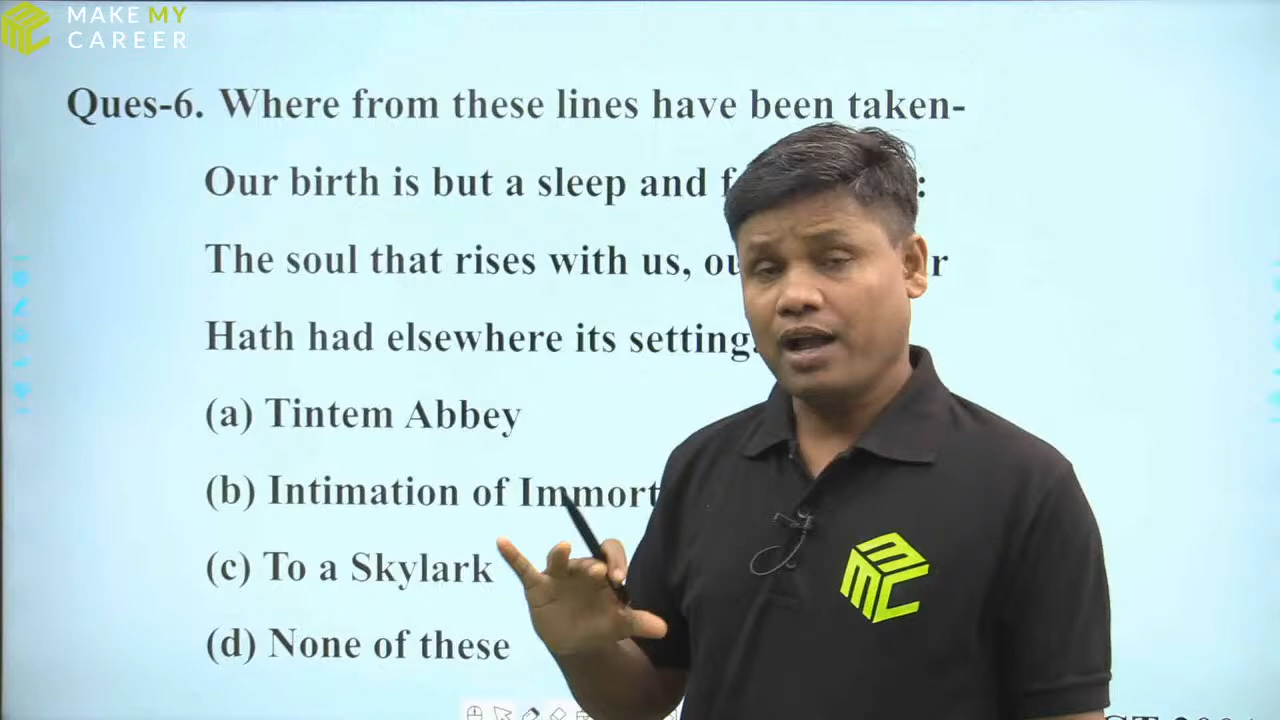 MAKE MY
CAREER
Ques-6. Where from these lines have been taken-
Our birth is but a sleep and
The soul that rises with us,
Hath had elsewhere its setting.
(a) Tintem Abbey
(b) Intimation of
(c) To a Skylark
(d) None of these
MMC